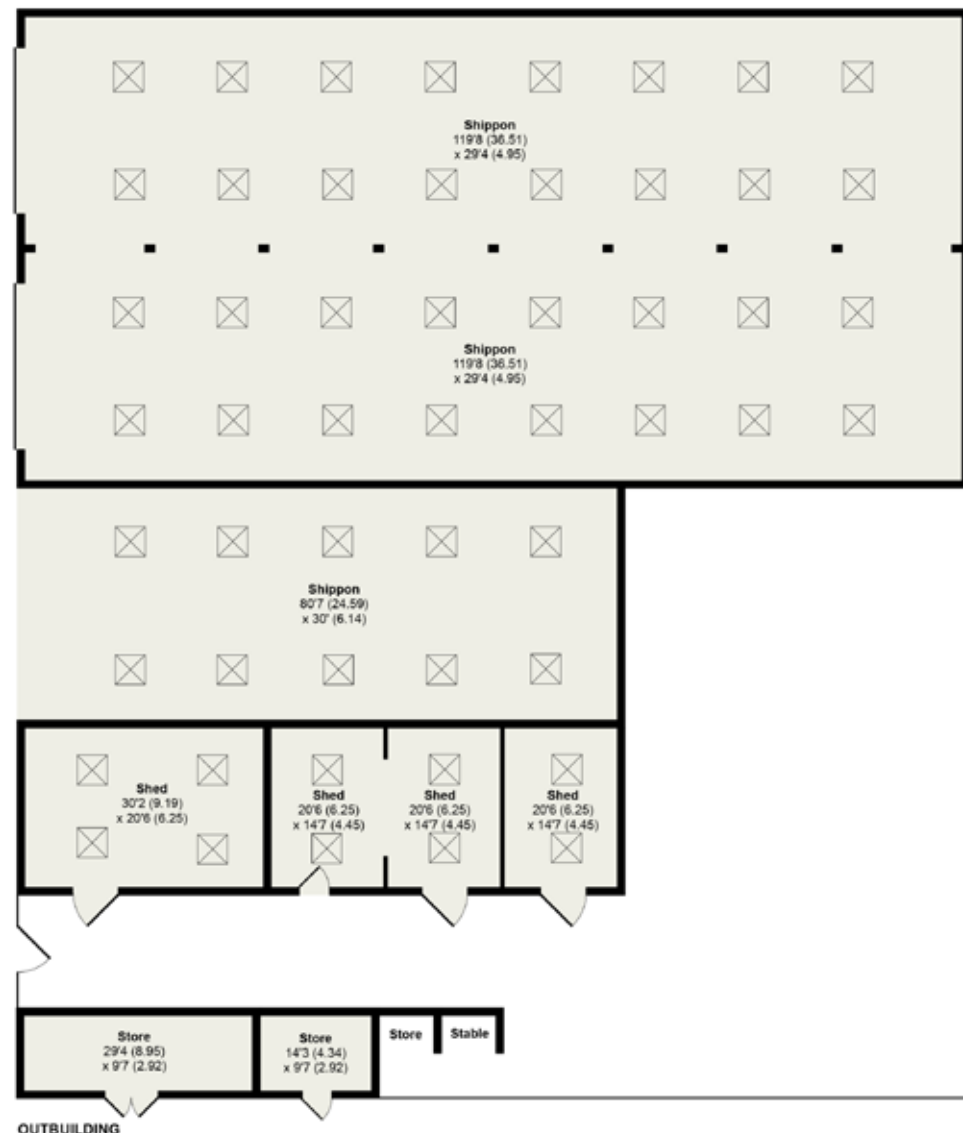 Shippon
119'8 (36.51)
x 29'4 (4.95)
Shippon
119'8 (36.51)
x 29'4 (4.95)
Shippon
80'7 (24.59)
x 30' (6.14)
Shed
30'2 (9.19)
x 20'6 (6.25)
Shed
20'6 (6.25)
x 14'7 (4.45)
Shed
20'6 (6.25)
x 14'7 (4.45)
Shed
20'6 (6.25)
x 14'7 (4.45)
Store
29'4 (8.95)
x 9'7 (2.92)
Store
14'3 (4.34)
x 9'7 (2.92)
Store
Stable
OUTBUILDING